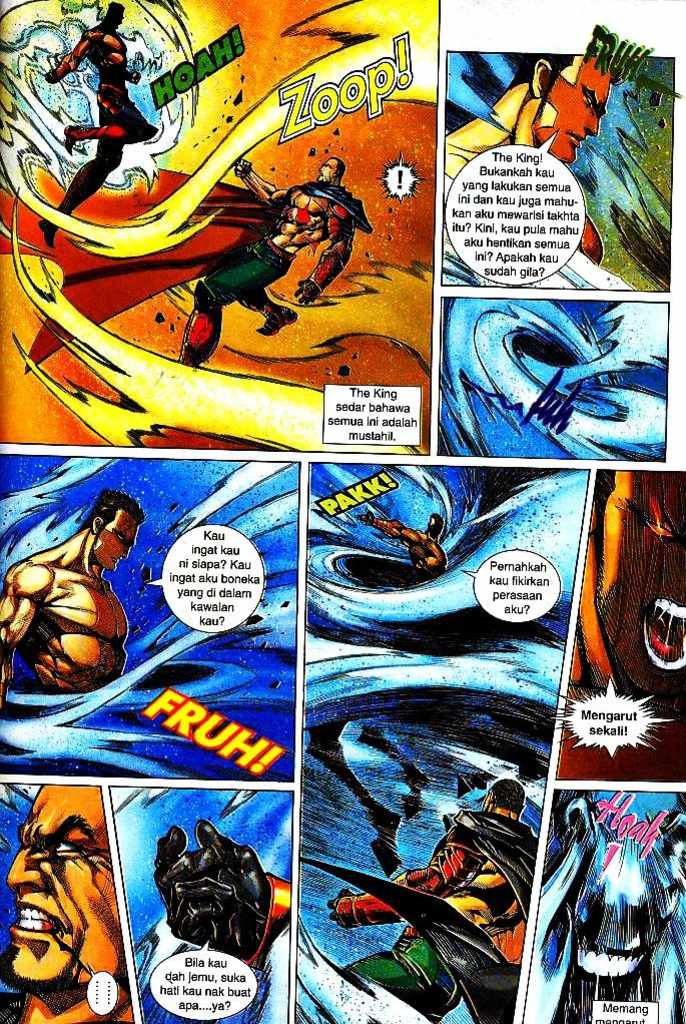 HOAH!
Zoop!
!
The King
sedar bahawa
semua ini adalah
mustahil.
FRUH!
The King!
Bukankah kau
yang lakukan semua
ini dan kau juga mahu-
kan aku mewarisi takhta
itu? Kini, kau pula mahu
aku hentikan semua
ini? Apakah kau
sudah gila?
Kau
ingat kau
ni siapa? Kau
ingat aku boneka
yang di dalam
kawalan
kau?
FRUH!
PAKK!
Pernahkah
kau fikirkan
perasaan
aku?
Mengarut
sekali!
Bila kau
dah jemu, suka
hati kau nak buat
apa....ya?
Hoah
!
Memang
mengarut